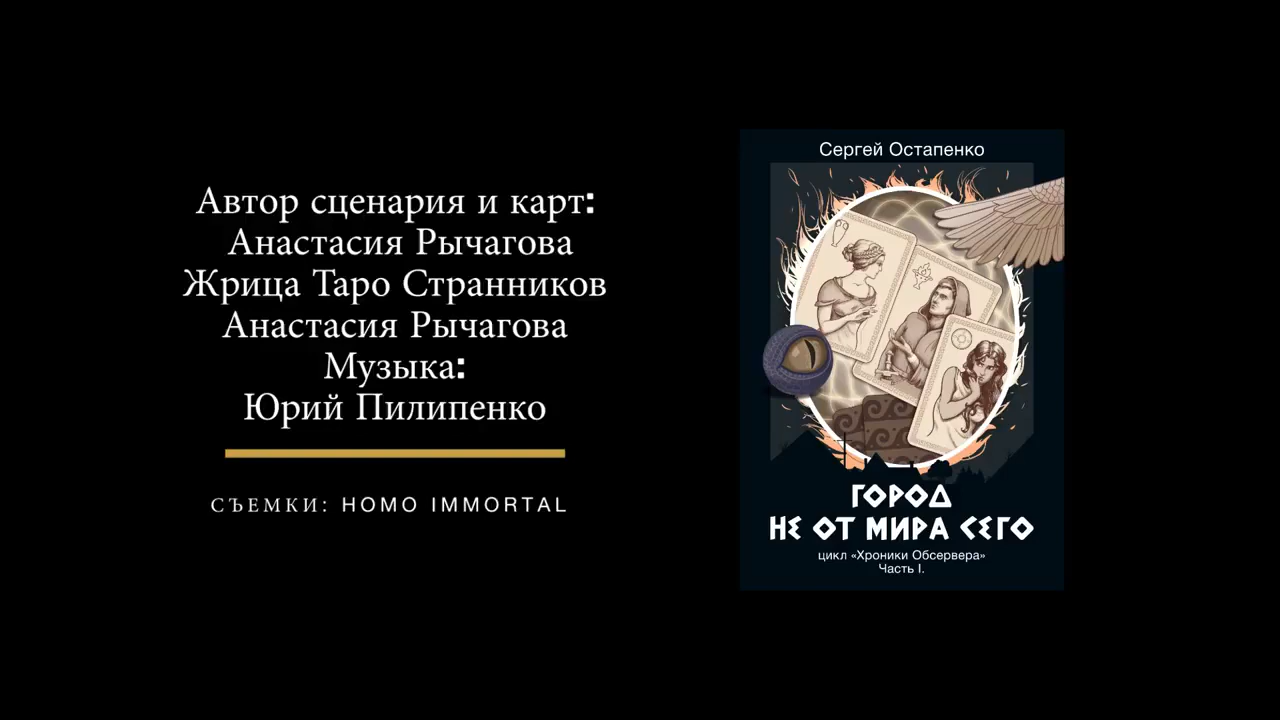 Автор сценария и карт:
Анастасия Рычагова
Жрица Таро Странников
Анастасия Рычагова
Музыка:
Юрий Пилипенко
СЪЕМКИ: HOMO IMMORTAL
Сергей Остапенко
ГОРОД
НЕ ОТ МИРА СЕГО
цикл «Хроники Обсервера»
Часть I.